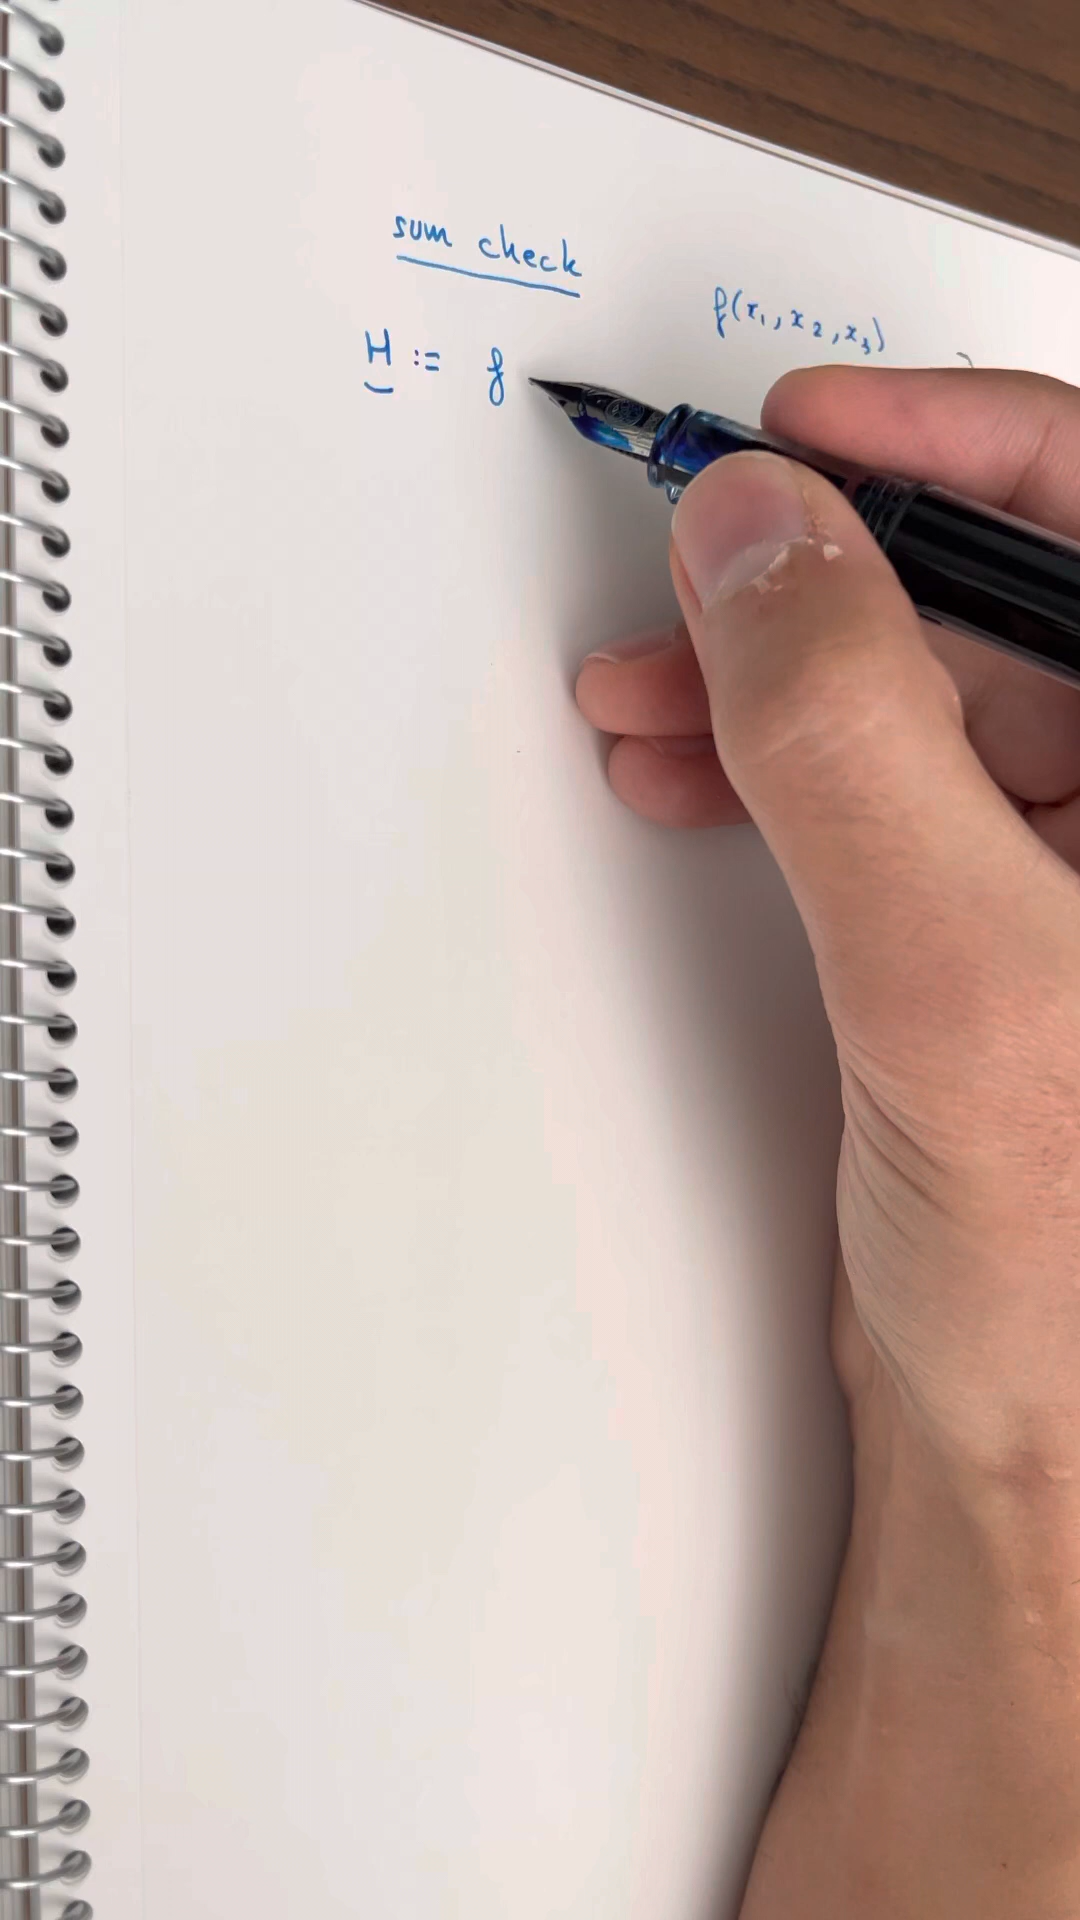 sum check
f(x₁, x₂, x₃)
H := f